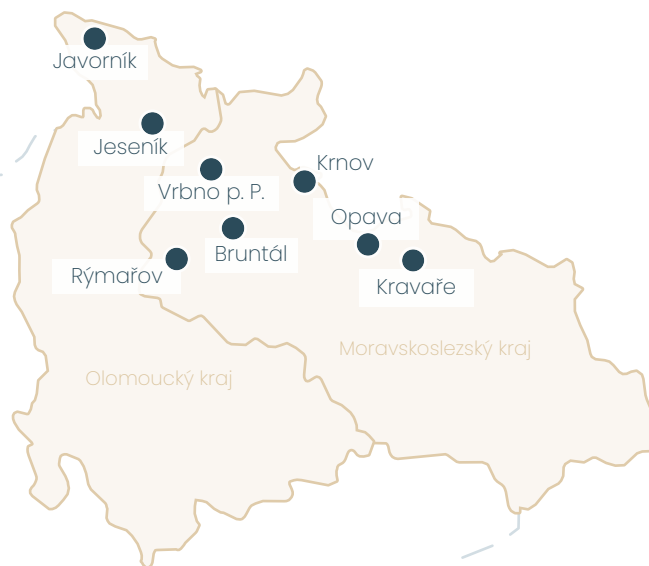 Javorník
Jeseník
Krnov
Vrbno p. P.
Opava
Bruntál
Rýmařov
Kravaře
Moravskoslezský kraj
Olomoucký kraj